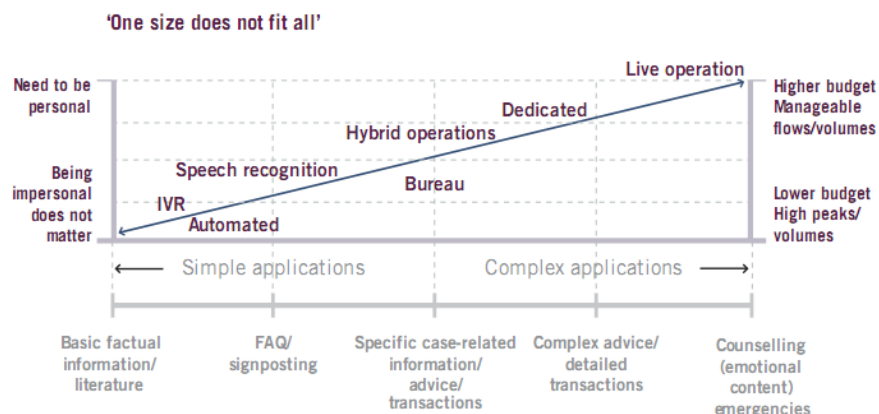 'One size does not fit all'
Need to be
personal
Being
impersonal
does not
matter
Live operation
Dedicated
Hybrid operations
Speech recognition
Bureau
IVR
Automated
Higher budget
Manageable
flows/volumes
Lower budget
High peaks/
volumes
Simple applications
Complex applications
Basic factual
information/
literature
FAQ/
signposting
Specific case-related
information/
advice/
transactions
Complex advice/
detailed
transactions
Counselling
(emotional
content)
emergencies